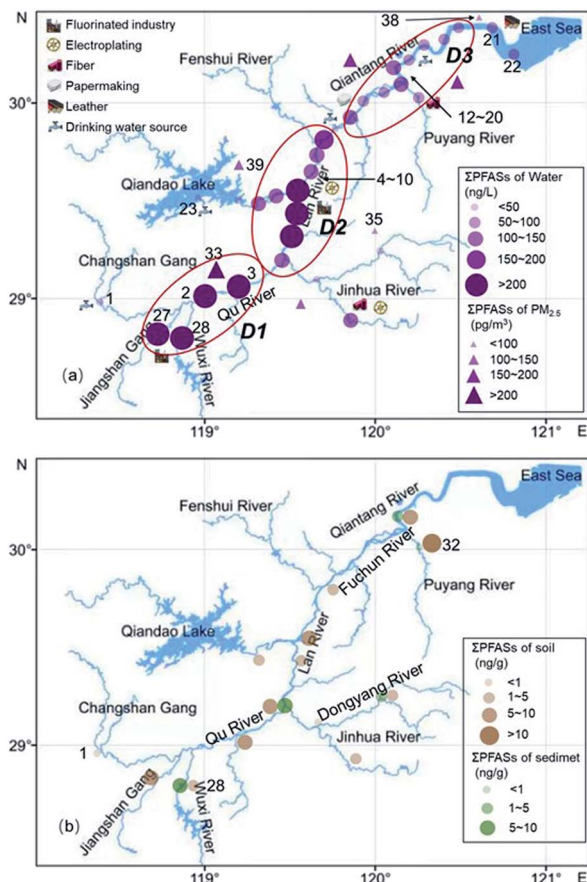 N
Fluorinated industry
Electroplating
Fiber
Papermaking
Leather
Drinking water source
Fenshui River
Qiantang River
38
D3
East Sea
21
22
30°
12~20
Puyang River
39
Qiandao Lake
23
Lan River
4~10
D2
35
Changshan Gang
33
3
2
1
Qu River
D1
Jinhua River
29°
27
28
Jiangshan Gang
Wuxi River
(a)
ΣPFASs of Water
(ng/L)
<50
50~100
100~150
150~200
>200
ΣPFASs of PM2.5
(pg/m³)
<100
100~150
150~200
>200
119°
120°
121°
E
N
East Sea
Qiantang River
Fenshui River
30°
Fuchun River
32
Puyang River
Qiandao Lake
Lan River
Changshan Gang
Dongyang River
Qu River
Jinhua River
29°
1
Jiangshan Gang
28
Wuxi River
(b)
ΣPFASs of soil
(ng/g)
<1
1~5
5~10
>10
ΣPFASs of sedimet
(ng/g)
<1
1~5
5~10
119°
120°
121°
E